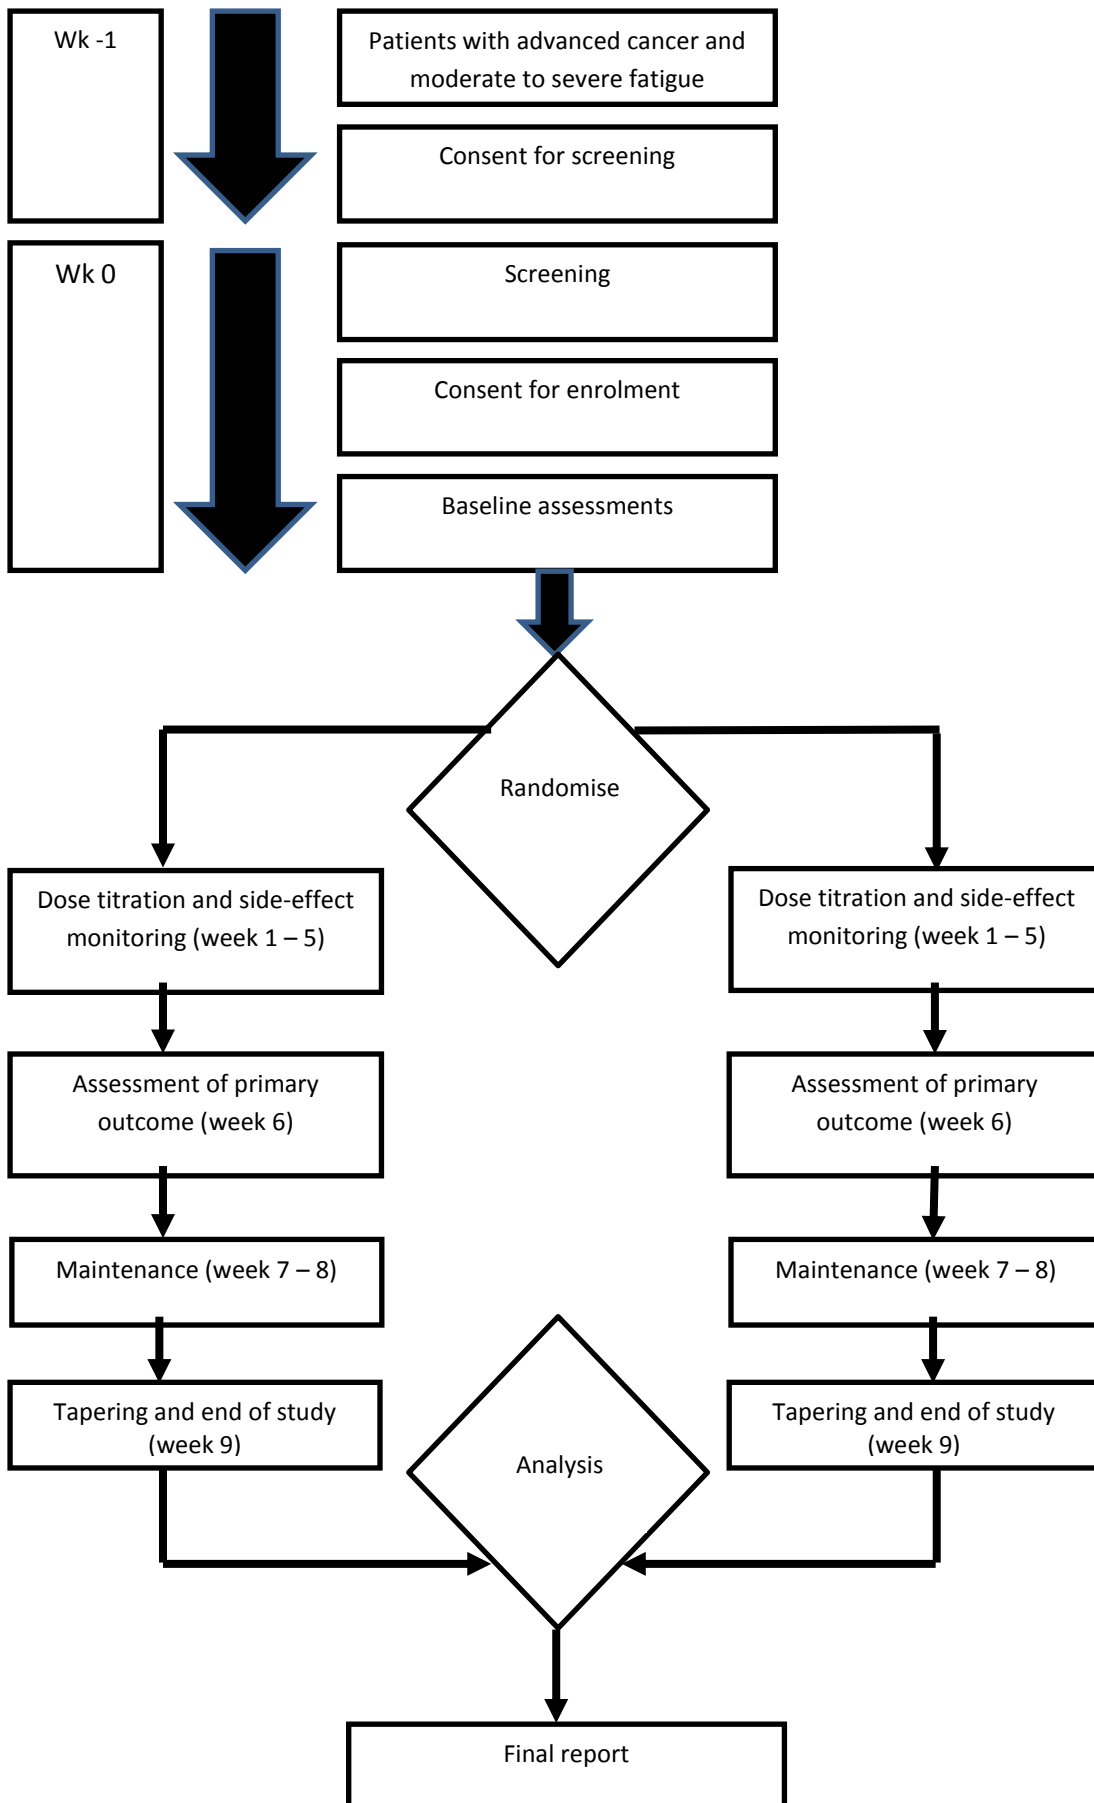 Wk -1
Patients with advanced cancer and
moderate to severe fatigue
Consent for screening
Wk 0
Screening
Consent for enrolment
Baseline assessments
Randomise
Dose titration and side-effect
monitoring (week 1 – 5)
Dose titration and side-effect
monitoring (week 1 – 5)
Assessment of primary
outcome (week 6)
Assessment of primary
outcome (week 6)
Maintenance (week 7 – 8)
Maintenance (week 7 – 8)
Tapering and end of study
(week 9)
Tapering and end of study
(week 9)
Analysis
Final report